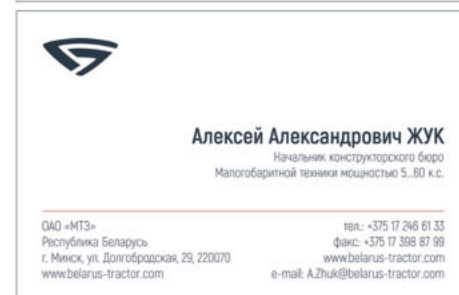 Алексей Александрович ЖУК
Начальник конструкторского бюро
Малогабаритной техники мощностью 5...60 к.с.
ОАО «МТЗ»
Республика Беларусь
г. Минск, ул. Долгобродская, 29, 220070
www.belarus-tractor.com
тел.: +375 17 246 61 33
факс: +375 17 398 87 99
www.belarus-tractor.com
e-mail: A.Zhuk@belarus-tractor.com